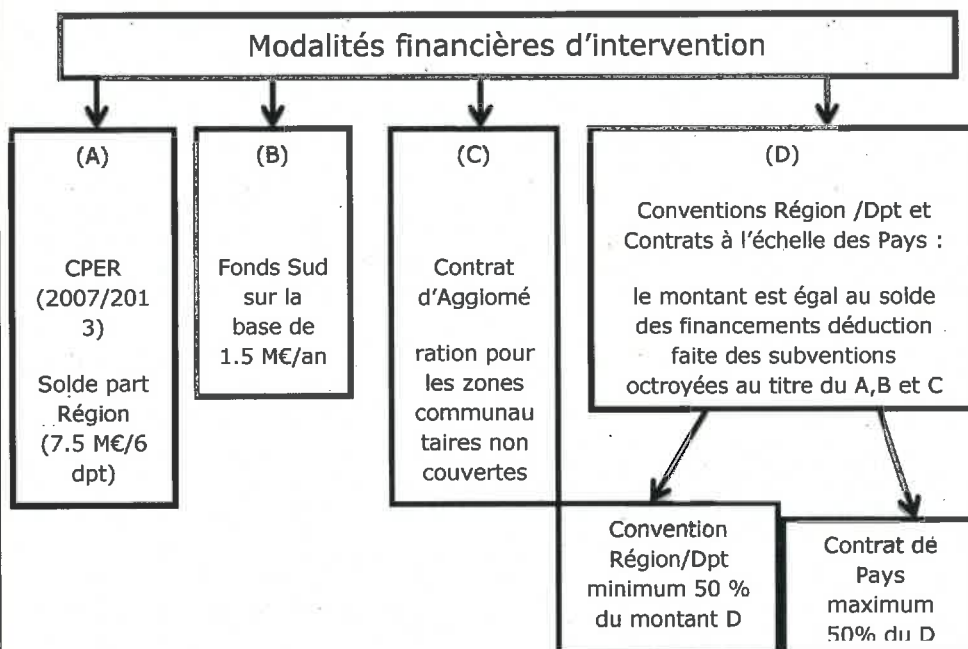 Modalités financières d'intervention
(A)
CPER
(2007/201
3)
Solde part
Région
(7.5 M€/6
dpt)
(B)
Fonds Sud
sur la
base de
1.5 M€/an
(C)
Contrat
d'Agglomé
ration pour
les zones
communau
taires non
couvertes
(D)
Conventions Région /Dpt et
Contrats à l'échelle des Pays :
le montant est égal au solde
des financements déduction
faite des subventions
octroyées au titre du A,B et C
Convention
Région/Dpt
minimum 50 %
du montant D
Contrat de
Pays
maximum
50% du D